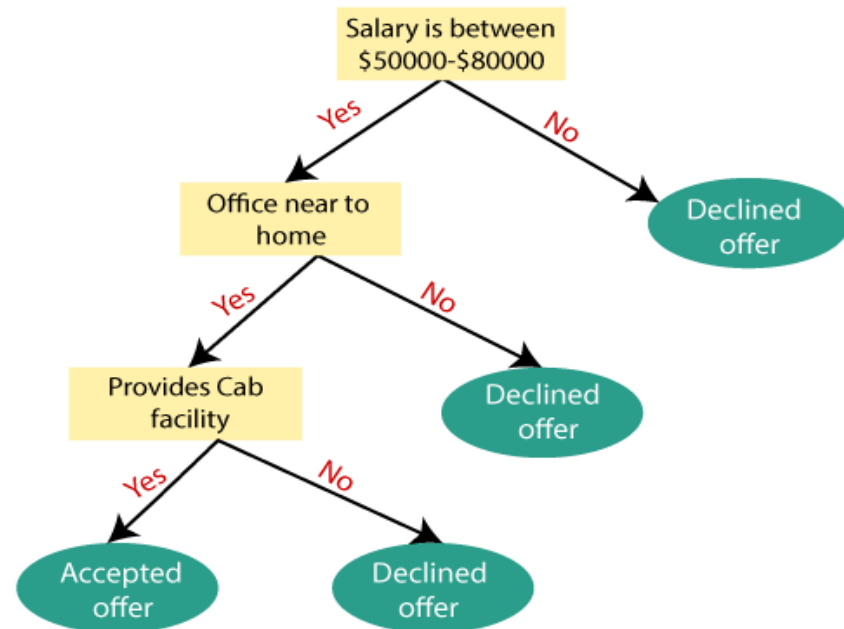 Salary is between
$50000-$80000
Yes
No
Office near to
home
Declined
offer
Yes
No
Provides Cab
facility
Declined
offer
Yes
No
Accepted
offer
Declined
offer